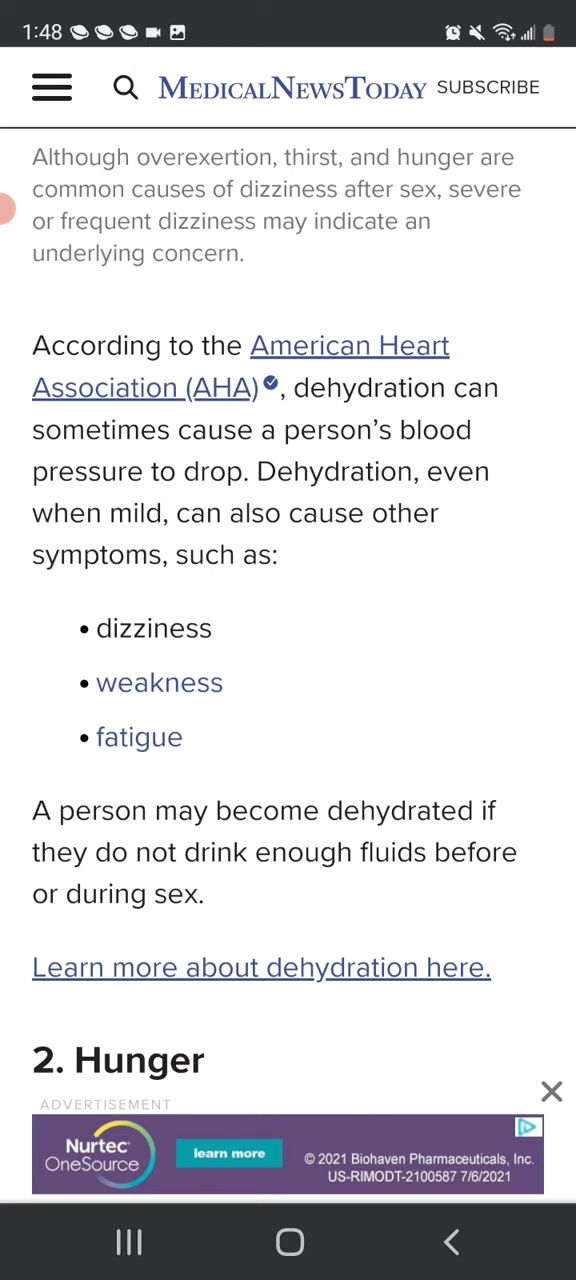 1:48
MEDICALNEWSTODAY SUBSCRIBE
Although overexertion, thirst, and hunger are
common causes of dizziness after sex, severe
or frequent dizziness may indicate an
underlying concern.
According to the American Heart
Association (AHA), dehydration can
sometimes cause a person’s blood
pressure to drop. Dehydration, even
when mild, can also cause other
symptoms, such as:
• dizziness
• weakness
• fatigue
A person may become dehydrated if
they do not drink enough fluids before
or during sex.
Learn more about dehydration here.
2. Hunger
ADVERTISEMENT
Nurtec
OneSource
learn more
© 2021 Biohaven Pharmaceuticals, Inc.
US-RIMODT-2100587 7/6/2021